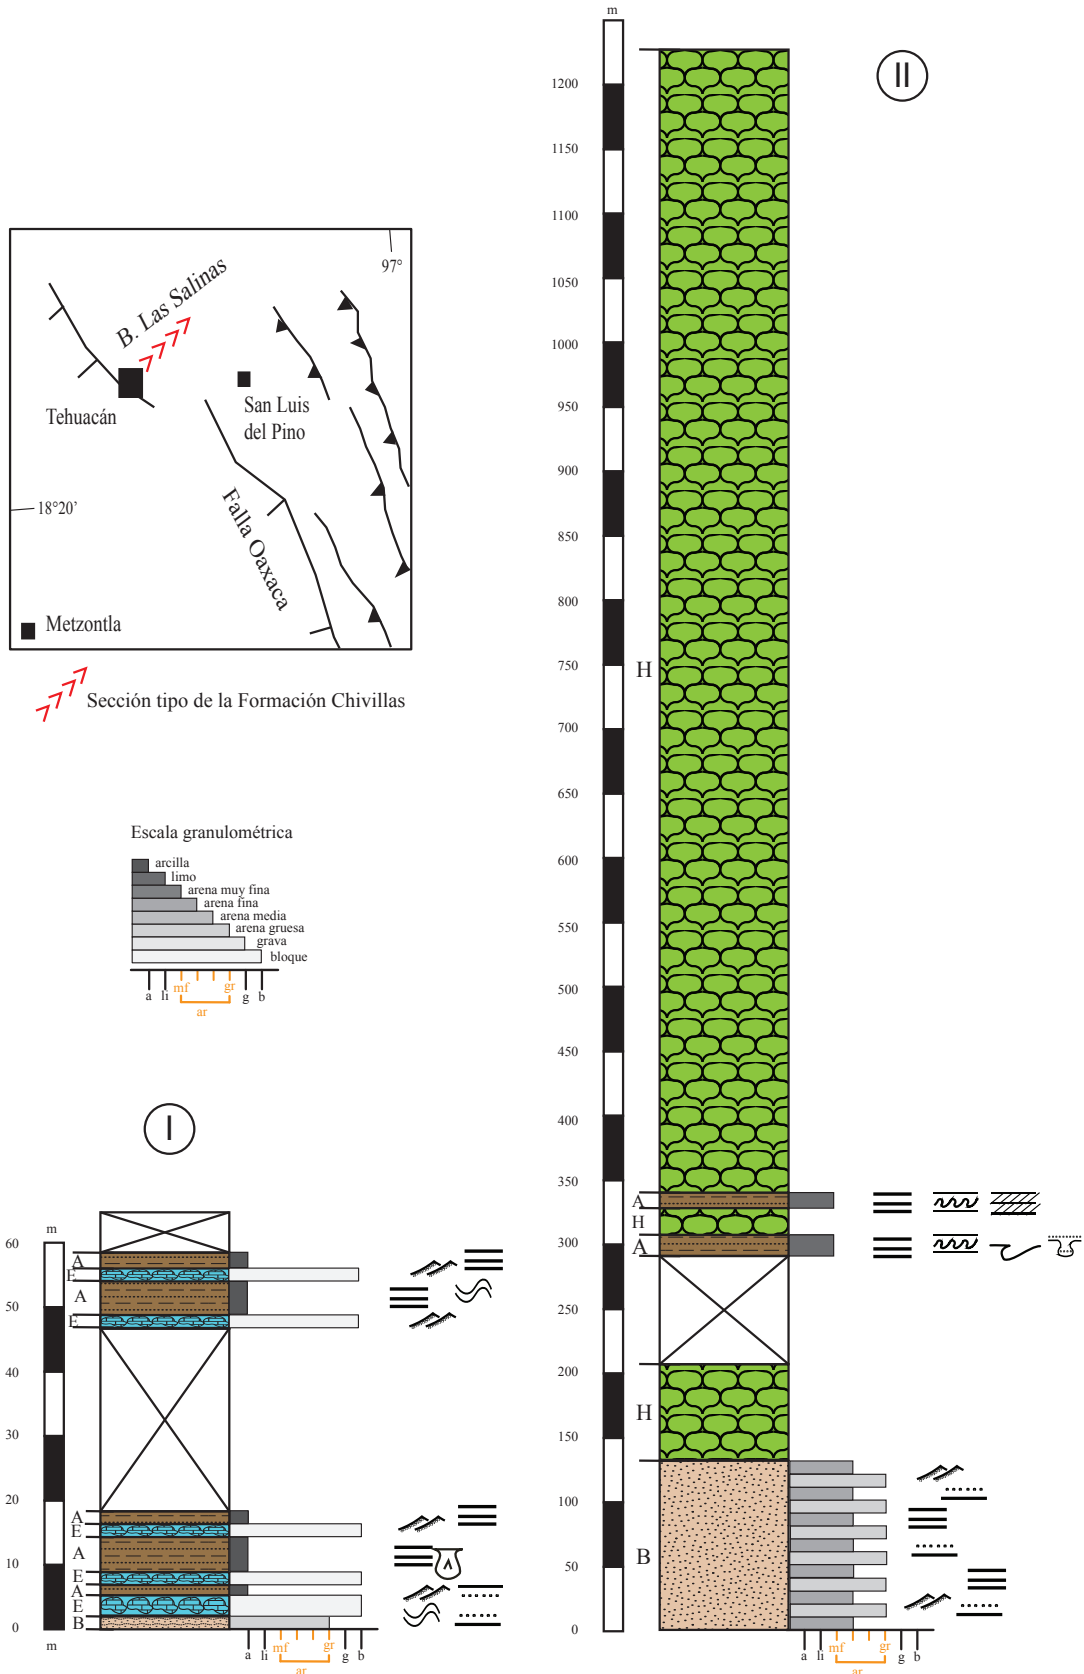 97°
B. Las Salinas
Tehuacán
San Luis
del Pino
18°20’
Falla Oaxaca
Metzontla
Sección tipo de la Formación Chivillas
Escala granulométrica
arcilla
limo
arena muy fina
arena fina
arena media
arena gruesa
grava
bloque
a li mf gr g b
ar
I
m
60
50
40
30
20
10
0
m
A
E
A
E
A
E
A
E
A
E
B
a li mf gr g b
ar
II
m
1200
1150
1100
1050
1000
950
900
850
800
750
700
650
600
550
500
450
400
350
300
250
200
150
100
50
0
H
A
H
A
H
B
a li mf gr g b
ar